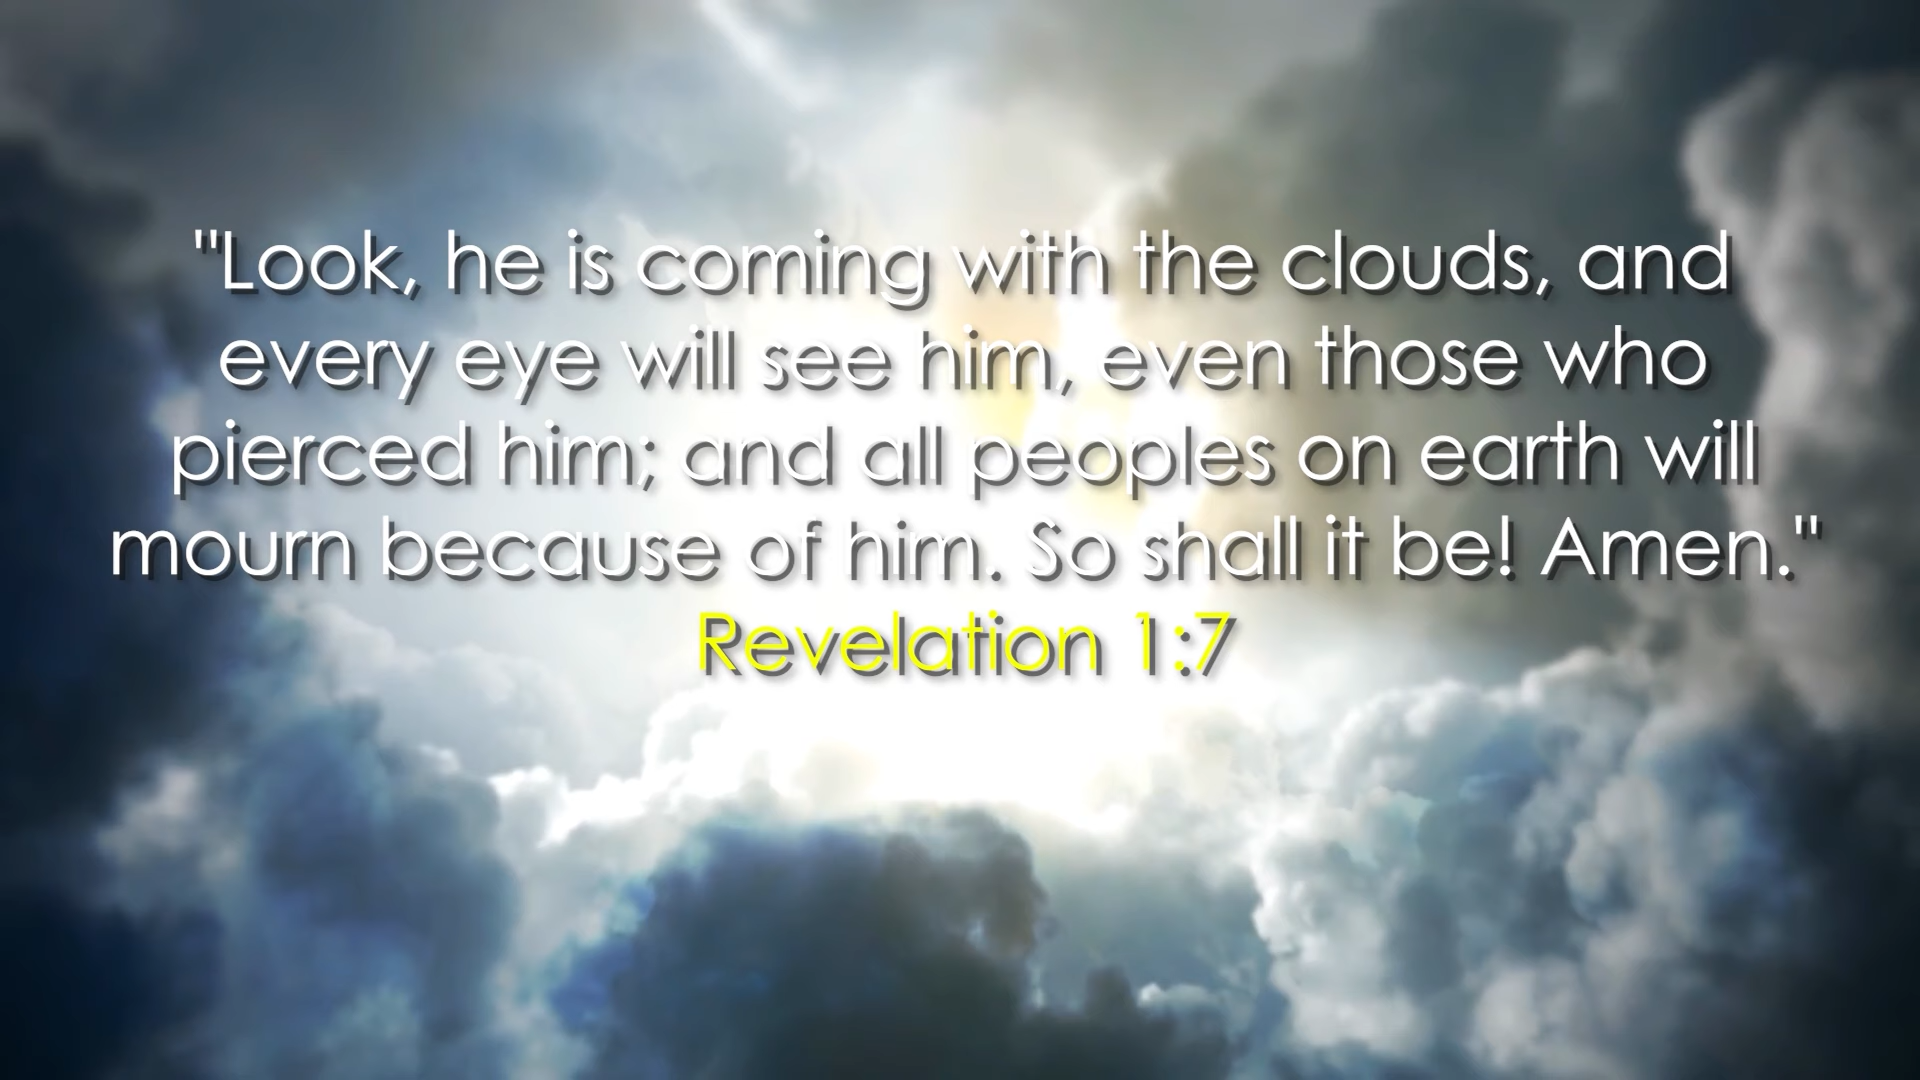 "Look, he is coming with the clouds, and
every eye will see him, even those who
pierced him; and all peoples on earth will
mourn because of him. So shall it be! Amen."
Revelation 1:7